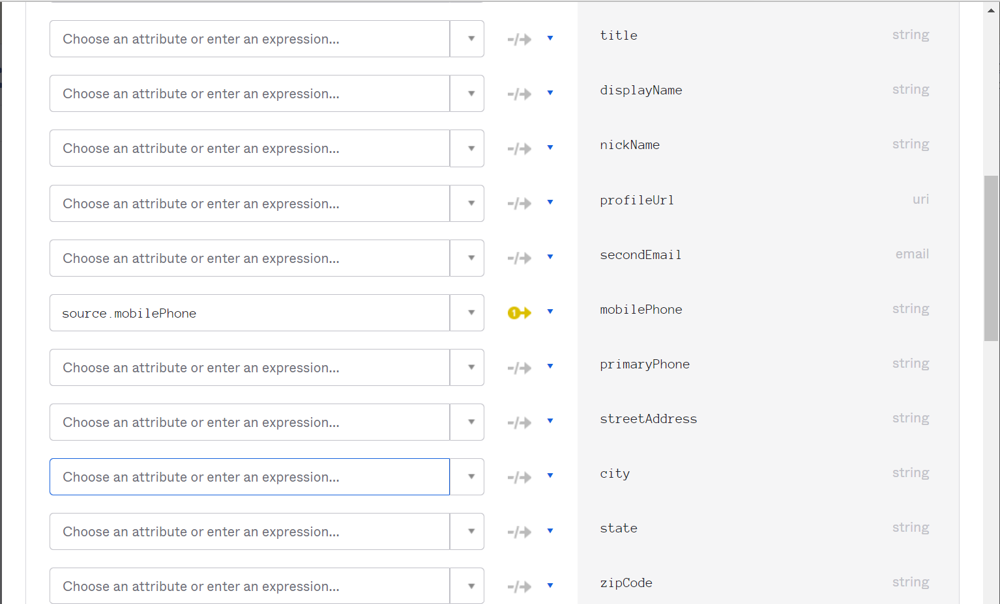 Choose an attribute or enter an expression... title string
Choose an attribute or enter an expression... displayName string
Choose an attribute or enter an expression... nickName string
Choose an attribute or enter an expression... profileUrl uri
Choose an attribute or enter an expression... secondEmail email
source.mobilePhone 1 mobilePhone string
Choose an attribute or enter an expression... primaryPhone string
Choose an attribute or enter an expression... streetAddress string
Choose an attribute or enter an expression... city string
Choose an attribute or enter an expression... state string
Choose an attribute or enter an expression... zipCode string